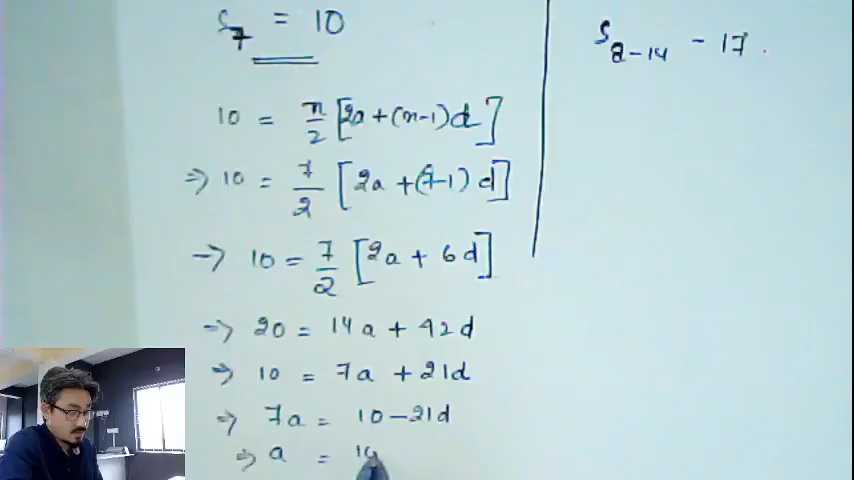 S₇ = 10
10 = n/2 [2a + (n-1)d]
⇒ 10 = 7/2 [2a + (7-1)d]
→ 10 = 7/2 [2a + 6d]
⇒ 20 = 14a + 42d
⇒ 10 = 7a + 21d
⇒ 7a = 10 - 21d
⇒ a = 10
S₈₋₁₄ - 17.